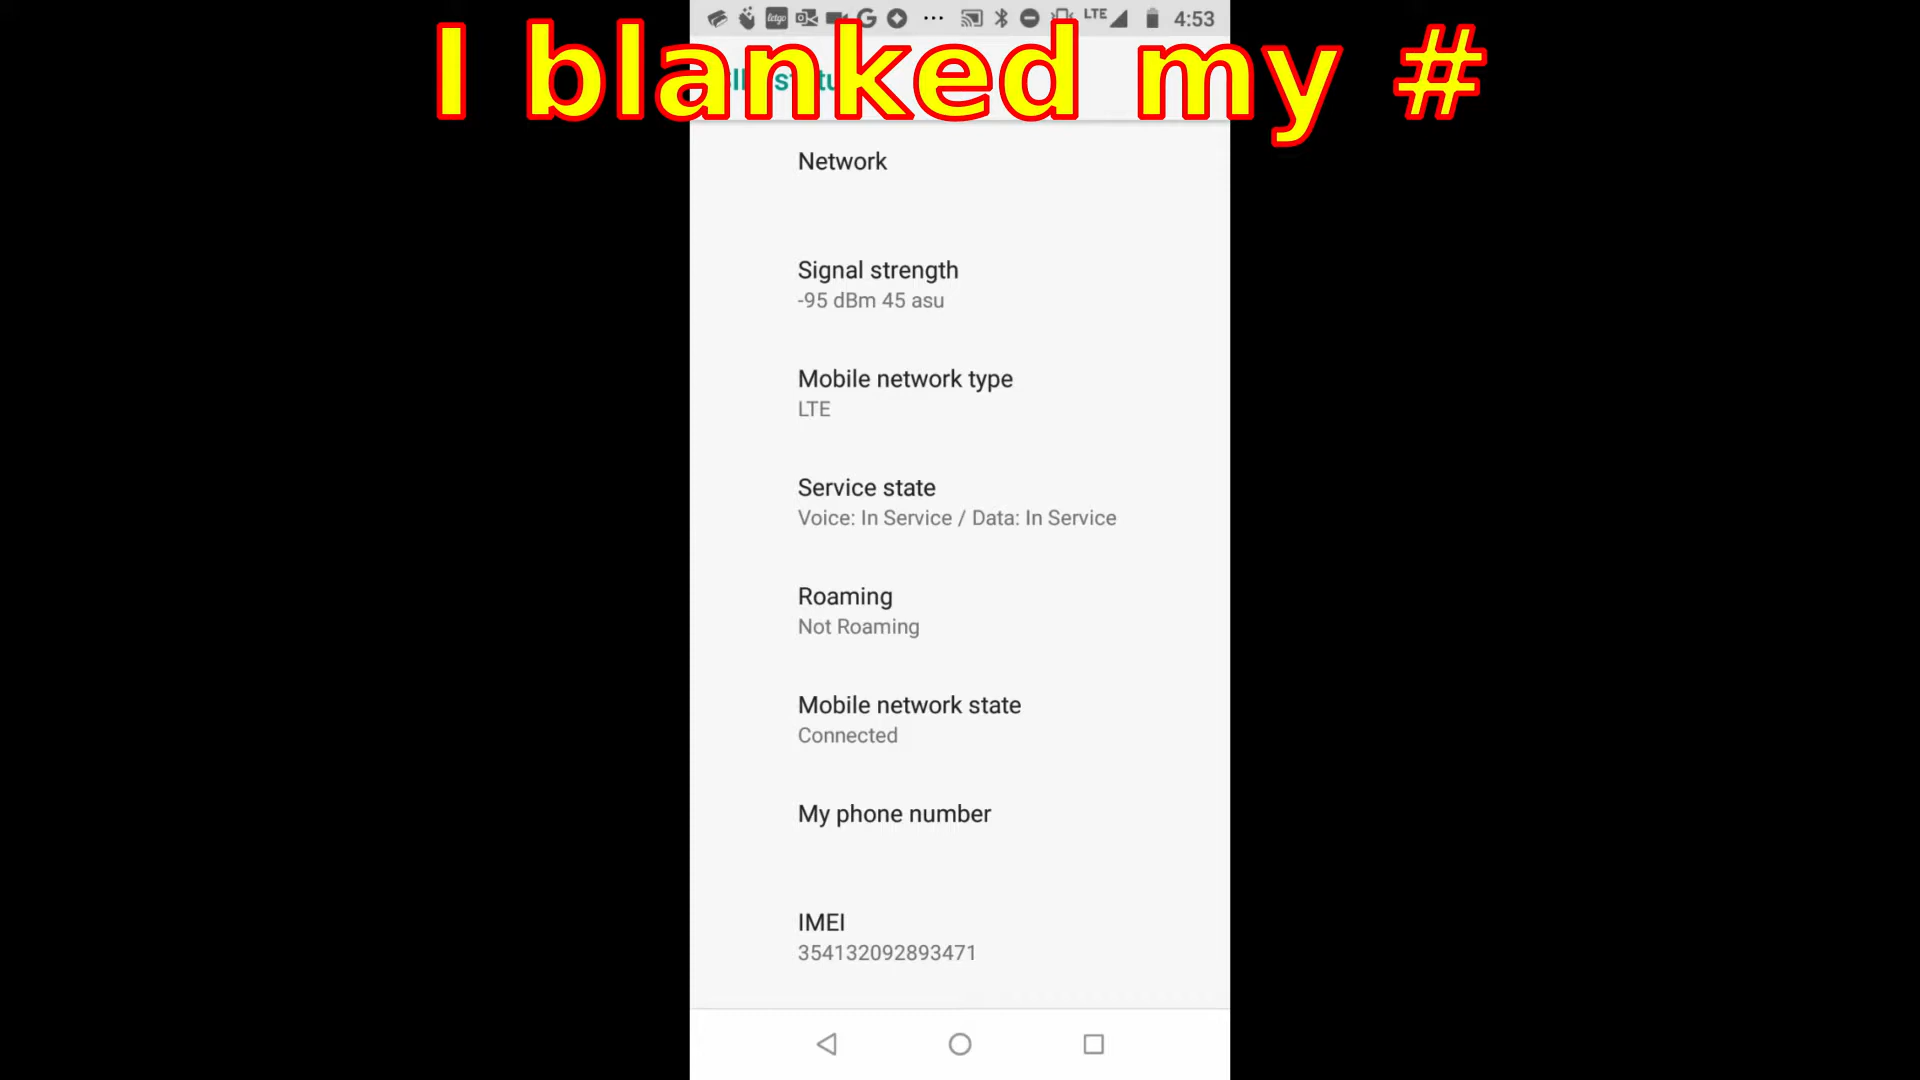 letgo
LTE
4:53
I blanked my #
Network
Signal strength
-95 dBm 45 asu
Mobile network type
LTE
Service state
Voice: In Service / Data: In Service
Roaming
Not Roaming
Mobile network state
Connected
My phone number
IMEI
354132092893471